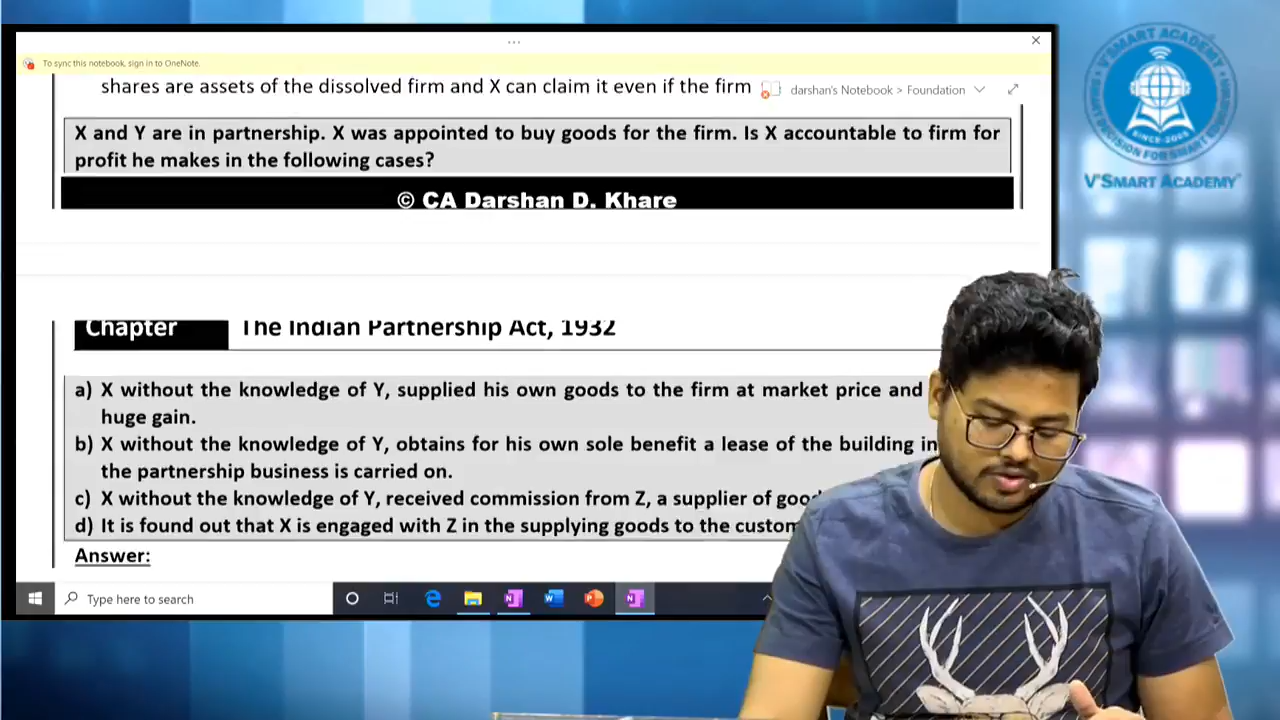 ...
To sync this notebook, sign in to OneNote.
shares are assets of the dissolved firm and X can claim it even if the firm
darshan's Notebook > Foundation
X and Y are in partnership. X was appointed to buy goods for the firm. Is X accountable to firm for
profit he makes in the following cases?
© CA Darshan D. Khare
Chapter The Indian Partnership Act, 1932
a) X without the knowledge of Y, supplied his own goods to the firm at market price and
huge gain.
b) X without the knowledge of Y, obtains for his own sole benefit a lease of the building in
the partnership business is carried on.
c) X without the knowledge of Y, received commission from Z, a supplier of
d) It is found out that X is engaged with Z in the supplying goods to the
Answer:
Type here to search
V'SMART ACADEMY
SINCE-2005
V'SMART ACADEMY